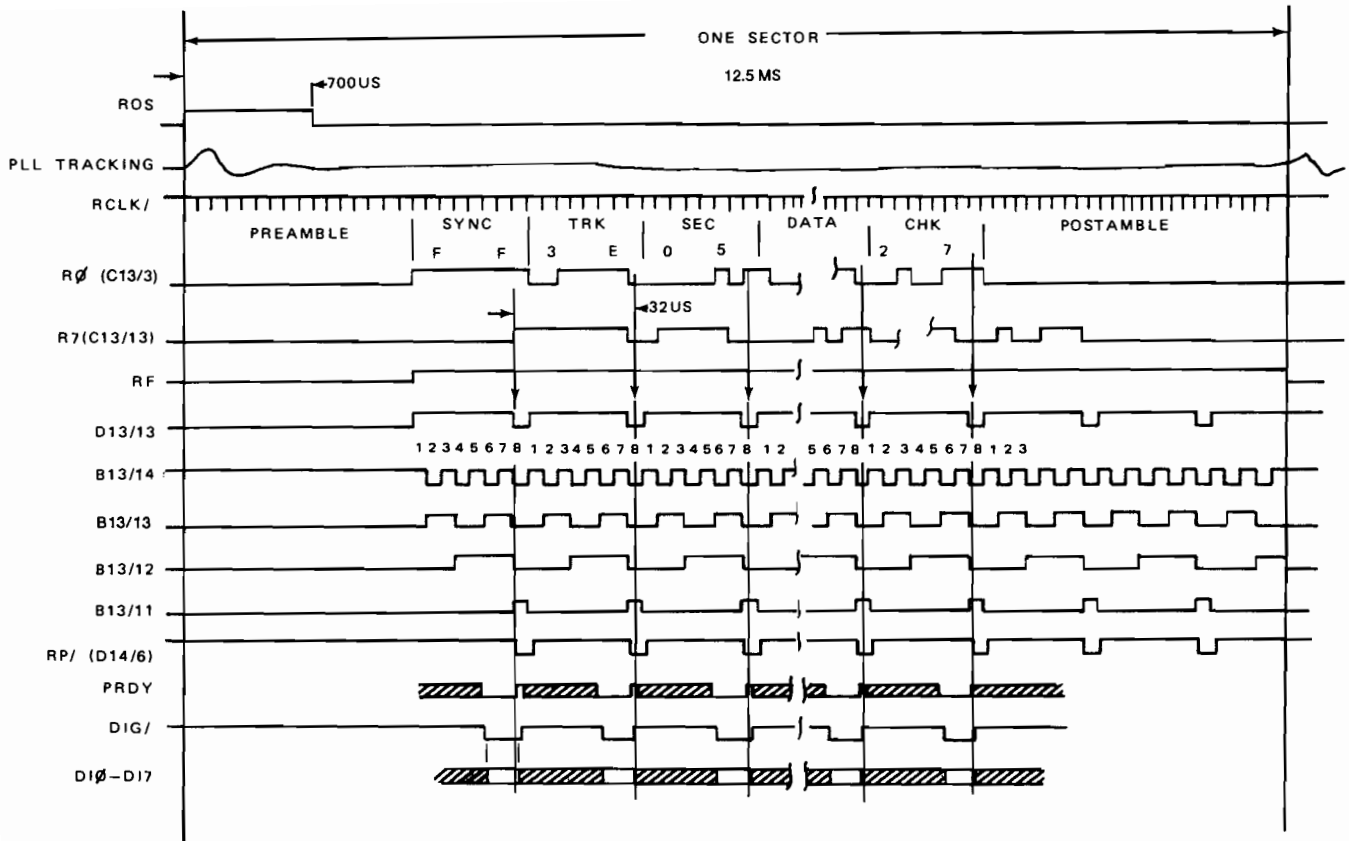 ONE SECTOR
12.5 MS
700US
ROS
PLL TRACKING
RCLK/
PREAMBLE SYNC TRK SEC DATA CHK POSTAMBLE
F F 3 E 0 5 2 7
RØ (C13/3)
32US
R7(C13/13)
RF
D13/13
1 2 3 4 5 6 7 8 1 2 3 4 5 6 7 8 1 2 3 4 5 6 7 8 1 2 5 6 7 8 1 2 3 4 5 6 7 8 1 2 3
B13/14
B13/13
B13/12
B13/11
RP/ (D14/6)
PRDY
DIG/
DIØ–DI7